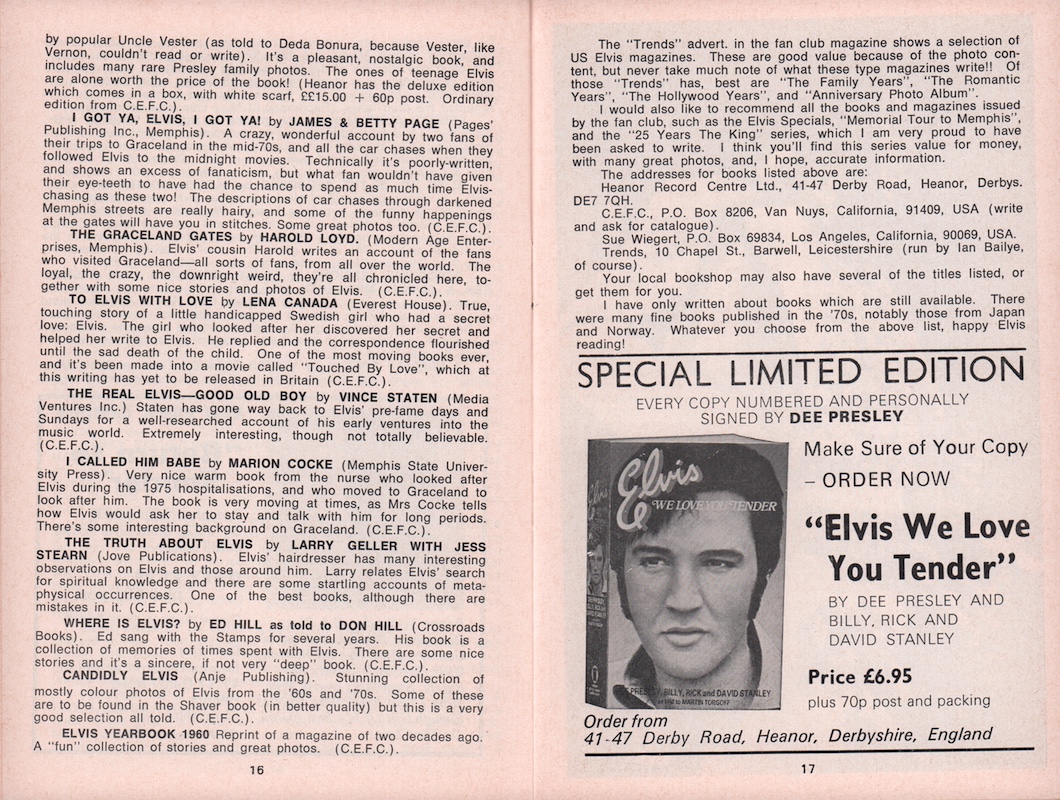 by popular Uncle Vester (as told to Deda Bonura, because Vester, like
Vernon, couldn't read or write). It's a pleasant, nostalgic book, and
includes many rare Presley family photos. The ones of teenage Elvis
are alone worth the price of the book! (Heanor has the deluxe edition
which comes in a box, with white scarf, ££15.00 + 60p post. Ordinary
edition from C.E.F.C.).
I GOT YA, ELVIS, I GOT YA! by JAMES & BETTY PAGE (Pages'
Publishing Inc., Memphis). A crazy, wonderful account by two fans of
their trips to Graceland in the mid-70s, and all the car chases when they
followed Elvis to the midnight movies. Technically it's poorly-written,
and shows an excess of fanaticism, but what fan wouldn't have given
their eye-teeth to have had the chance to spend as much time Elvis-
chasing as these two! The descriptions of car chases through darkened
Memphis streets are really hairy, and some of the funny happenings
at the gates will have you in stitches. Some great photos too. (C.E.F.C.).
THE GRACELAND GATES by HAROLD LOYD. (Modern Age Enter-
prises, Memphis). Elvis' cousin Harold writes an account of the fans
who visited Graceland—all sorts of fans, from all over the world. The
loyal, the crazy, the downright weird, they're all chronicled here, to-
gether with some nice stories and photos of Elvis. (C.E.F.C.).
TO ELVIS WITH LOVE by LENA CANADA (Everest House). True,
touching story of a little handicapped Swedish girl who had a secret
love: Elvis. The girl who looked after her discovered her secret and
helped her write to Elvis. He replied and the correspondence flourished
until the sad death of the child. One of the most moving books ever,
and it's been made into a movie called "Touched By Love", which at
this writing has yet to be released in Britain (C.E.F.C.).
THE REAL ELVIS—GOOD OLD BOY by VINCE STATEN (Media
Ventures Inc.) Staten has gone way back to Elvis' pre-fame days and
Sundays for a well-researched account of his early ventures into the
music world. Extremely interesting, though not totally believable.
(C.E.F.C.).
I CALLED HIM BABE by MARION COCKE (Memphis State Univer-
sity Press). Very nice warm book from the nurse who looked after
Elvis during the 1975 hospitalisations, and who moved to Graceland to
look after him. The book is very moving at times, as Mrs Cocke tells
how Elvis would ask her to stay and talk with him for long periods.
There's some interesting background on Graceland. (C.E.F.C.).
THE TRUTH ABOUT ELVIS by LARRY GELLER WITH JESS
STEARN (Jove Publications). Elvis' hairdresser has many interesting
observations on Elvis and those around him. Larry relates Elvis' search
for spiritual knowledge and there are some startling accounts of meta-
physical occurrences. One of the best books, although there are
mistakes in it. (C.E.F.C.).
WHERE IS ELVIS? by ED HILL as told to DON HILL (Crossroads
Books). Ed sang with the Stamps for several years. His book is a
collection of memories of times spent with Elvis. There are some nice
stories and it's a sincere, if not very "deep" book. (C.E.F.C.).
CANDIDLY ELVIS (Anje Publishing). Stunning collection of
mostly colour photos of Elvis from the '60s and '70s. Some of these
are to be found in the Shaver book (in better quality) but this is a very
good selection all told. (C.E.F.C.).
ELVIS YEARBOOK 1960 Reprint of a magazine of two decades ago.
A "fun" collection of stories and great photos. (C.E.F.C.).
16
The "Trends" advert. in the fan club magazine shows a selection of
US Elvis magazines. These are good value because of the photo con-
tent, but never take much note of what these type magazines write!! Of
those "Trends" has, best are "The Family Years", "The Romantic
Years", "The Hollywood Years", and "Anniversary Photo Album".
I would also like to recommend all the books and magazines issued
by the fan club, such as the Elvis Specials, "Memorial Tour to Memphis",
and the "25 Years The King" series, which I am very proud to have
been asked to write. I think you'll find this series value for money,
with many great photos, and, I hope, accurate information.
The addresses for books listed above are:
Heanor Record Centre Ltd., 41-47 Derby Road, Heanor, Derbys.
DE7 7QH.
C.E.F.C., P.O. Box 8206, Van Nuys, California, 91409, USA (write
and ask for catalogue).
Sue Wiegert, P.O. Box 69834, Los Angeles, California, 90069, USA.
Trends, 10 Chapel St., Barwell, Leicestershire (run by Ian Bailye,
of course).
Your local bookshop may also have several of the titles listed, or
get them for you.
I have only written about books which are still available. There
were many fine books published in the '70s, notably those from Japan
and Norway. Whatever you choose from the above list, happy Elvis
reading!
SPECIAL LIMITED EDITION
EVERY COPY NUMBERED AND PERSONALLY
SIGNED BY DEE PRESLEY
Elvis
WE LOVE YOU TENDER
DEE PRESLEY, BILLY, RICK and DAVID STANLEY
as told to MARTIN TORGOFF
Make Sure of Your Copy
– ORDER NOW
"Elvis We Love
You Tender"
BY DEE PRESLEY AND
BILLY, RICK AND
DAVID STANLEY
Price £6.95
plus 70p post and packing
Order from
41-47 Derby Road, Heanor, Derbyshire, England
17